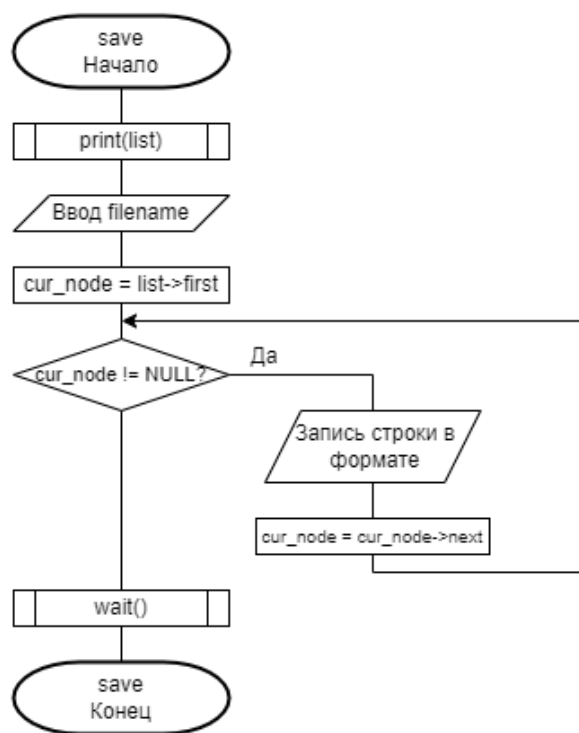 save
Начало
print(list)
Ввод filename
cur_node = list->first
cur_node != NULL?
Да
Запись строки в
формате
cur_node = cur_node->next
wait()
save
Конец